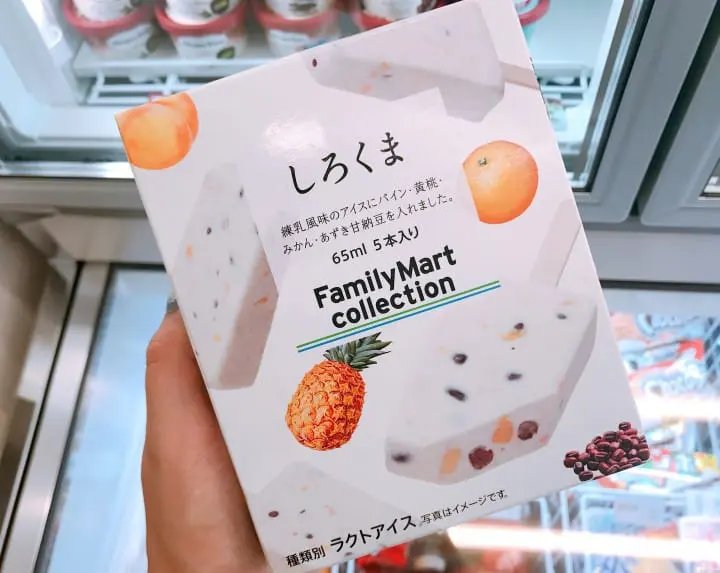 しろくま
練乳風味のアイスにパイン・黄桃・
みかん・あずき甘納豆を入れました。
65ml 5本入り
FamilyMart
collection
種類別 ラクトアイス 写真はイメージです。